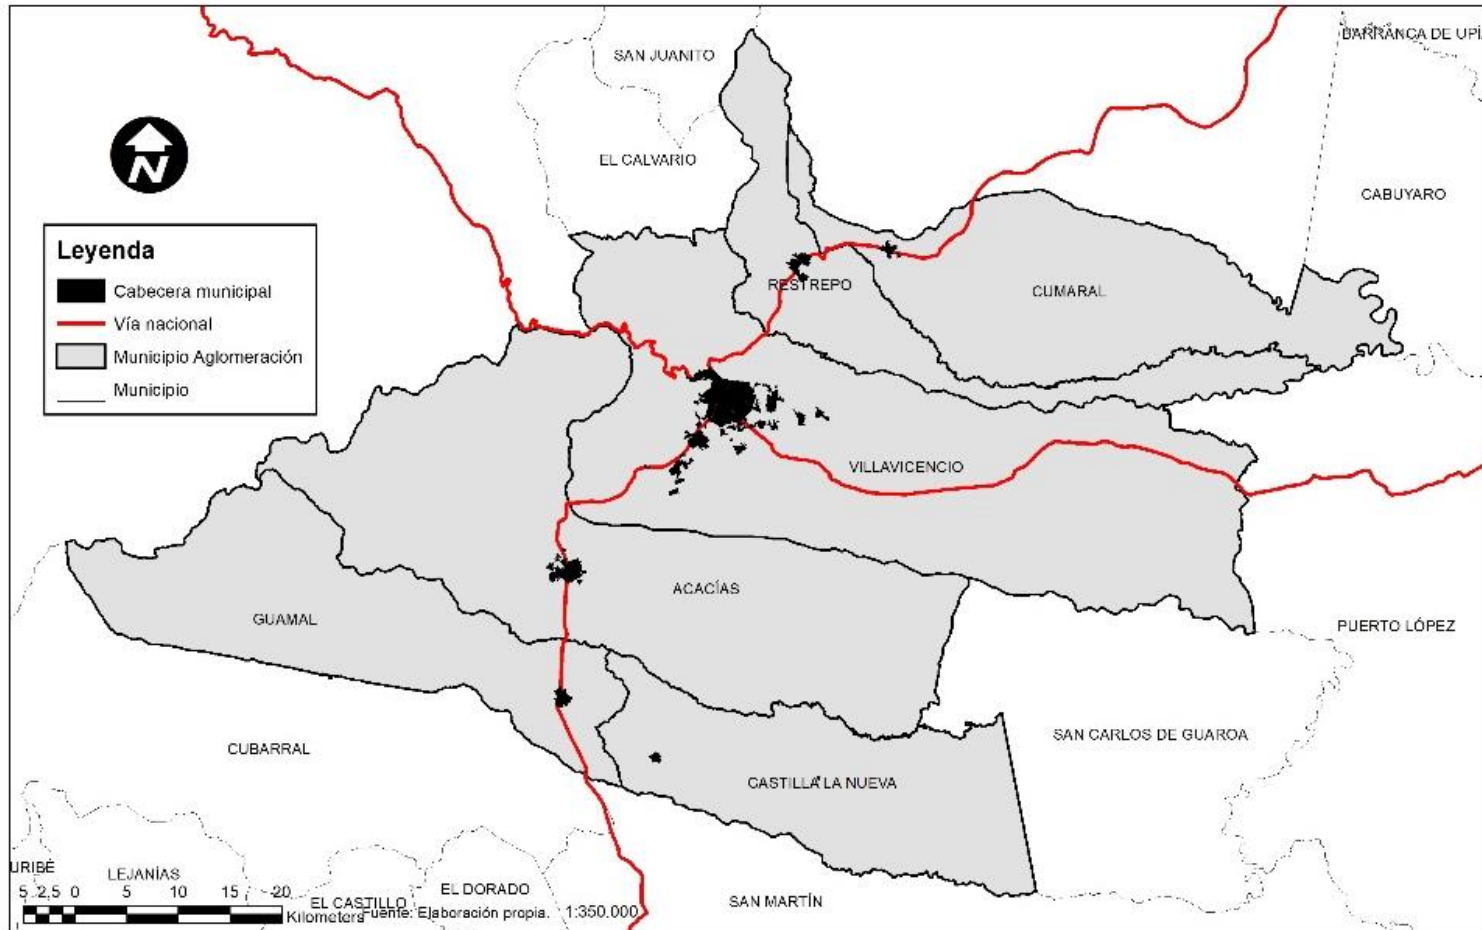 BARRANCA DE UPÍ
SAN JUANITO
EL CALVARIO
CABUYARO
N
Leyenda
Cabecera municipal
Vía nacional
Municipio Aglomeración
Municipio
RESTREPO
CUMARAL
VILLAVICENCIO
ACACÍAS
GUAMAL
PUERTO LÓPEZ
CUBARRAL
SAN CARLOS DE GUAROA
CASTILLA LA NUEVA
URIBE
LEJANÍAS
EL CASTILLO
EL DORADO
SAN MARTÍN
5 2,5 0 5 10 15 20
Kilometers
Fuente: Elaboración propia. 1:350.000